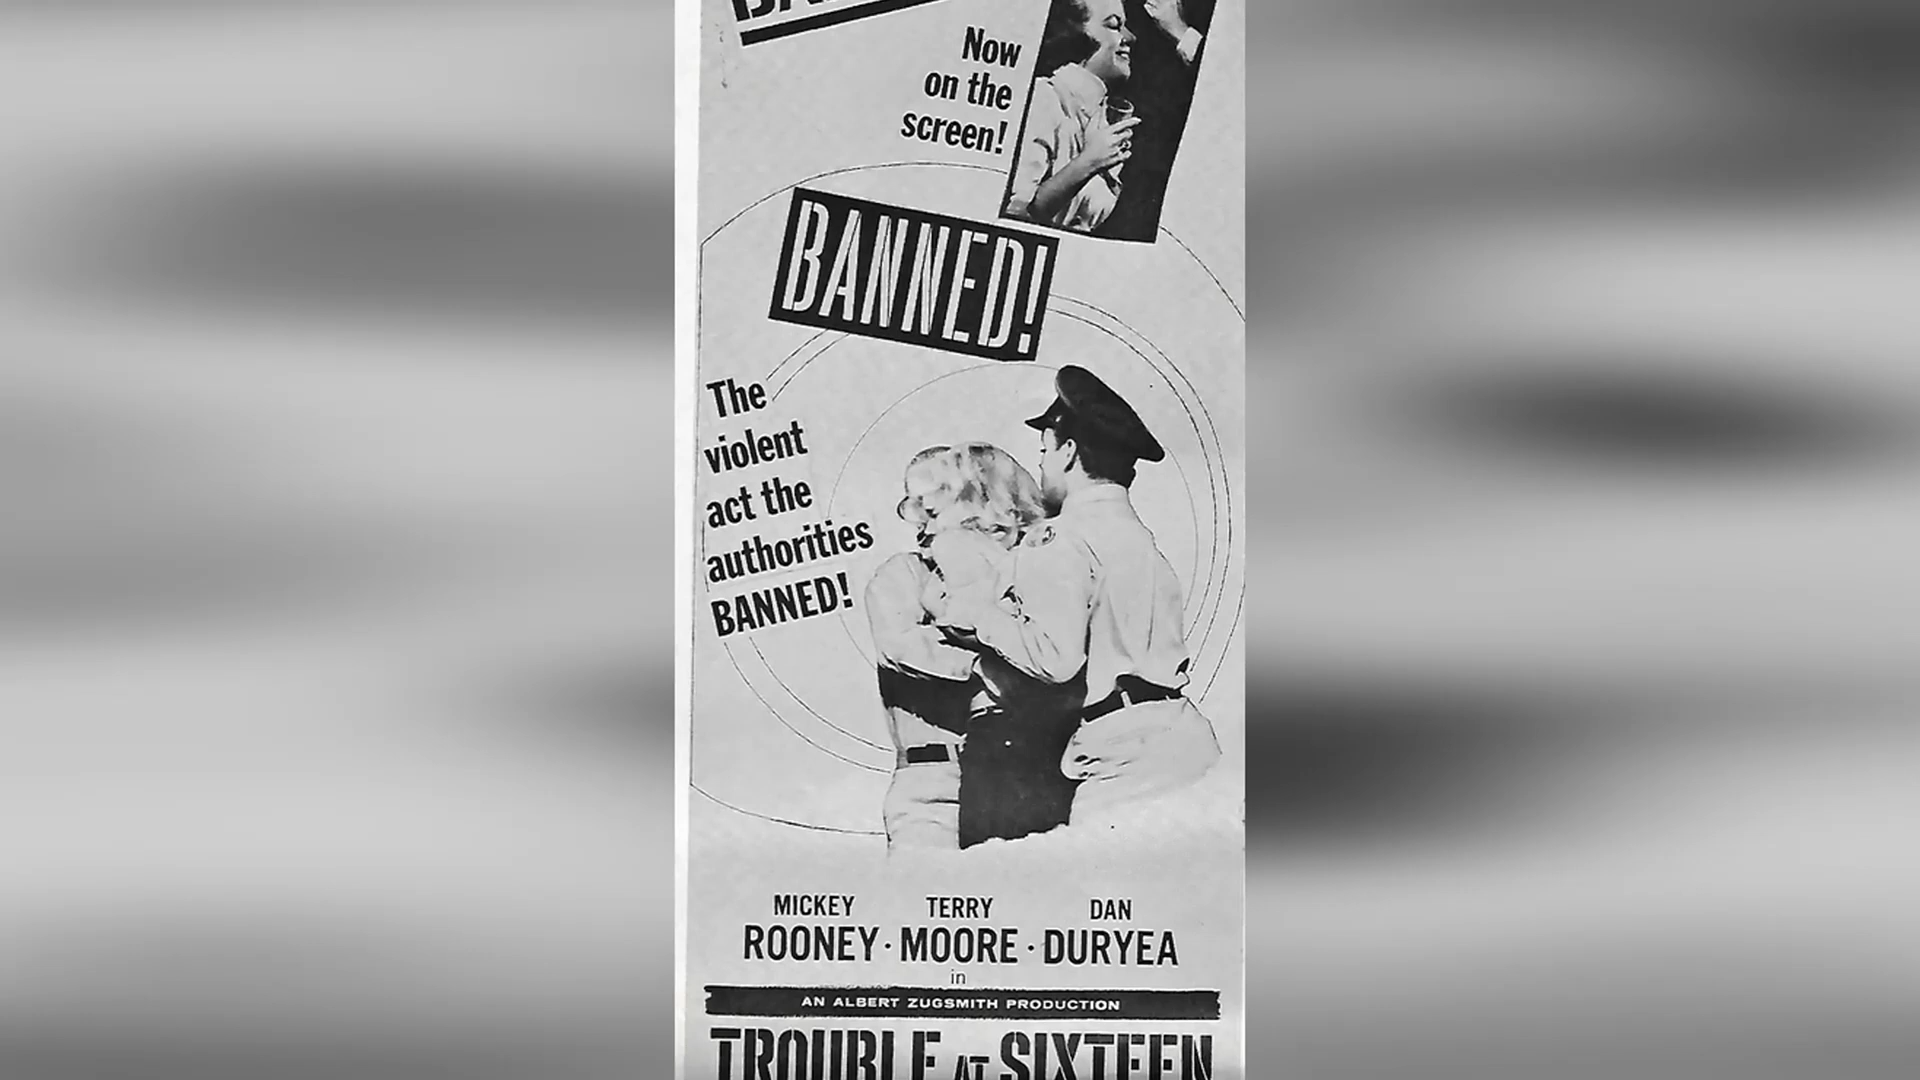 Now
on the
screen!
BANNED!
The
violent
act the
authorities
BANNED!
MICKEY TERRY DAN
ROONEY · MOORE · DURYEA
in
AN ALBERT ZUGSMITH PRODUCTION
TROUBLE AT SIXTEEN